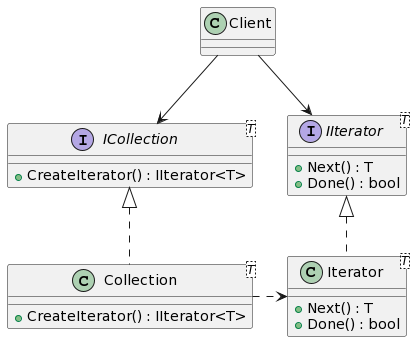 C Client
I ICollection T
+ CreateIterator() : IIterator<T>
I IIterator T
+ Next() : T
+ Done() : bool
C Collection T
+ CreateIterator() : IIterator<T>
C Iterator T
+ Next() : T
+ Done() : bool